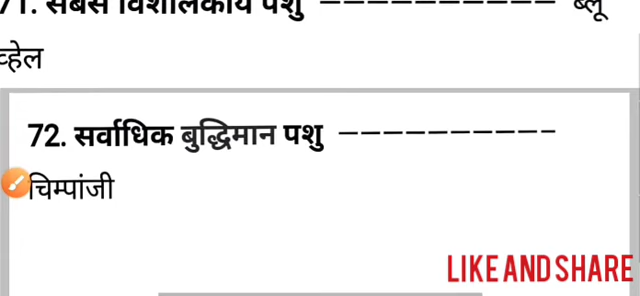 71. सबसे विशालकाय पशु ––––––––––– ब्लू
व्हेल
72. सर्वाधिक बुद्धिमान पशु ––––––––––
चिम्पांजी
LIKE AND SHARE